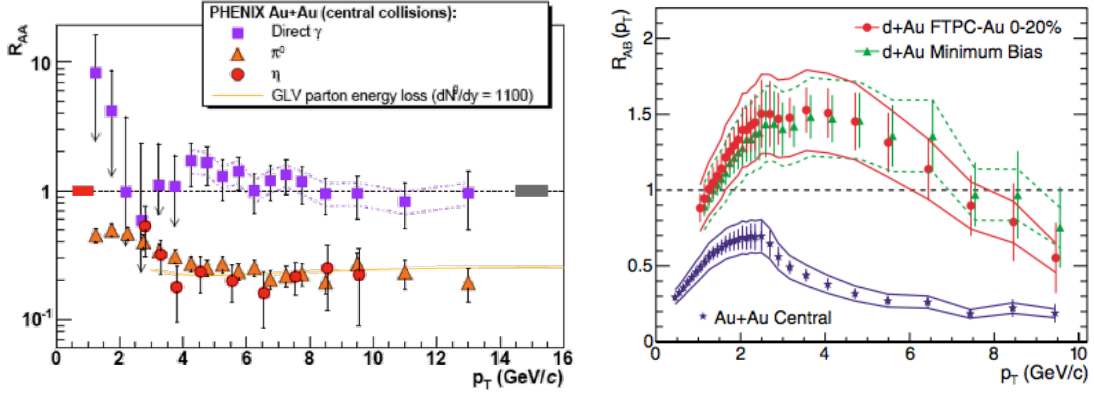 PHENIX Au+Au (central collisions):
Direct γ
π⁰
η
GLV parton energy loss (dNᵍ/dy = 1100)
R_AA
10
1
10⁻¹
0 2 4 6 8 10 12 14 16
p_T (GeV/c)
d+Au FTPC-Au 0-20%
d+Au Minimum Bias
R_AB(p_T)
2
1.5
1
0.5
0
Au+Au Central
0 2 4 6 8 10
p_T (GeV/c)